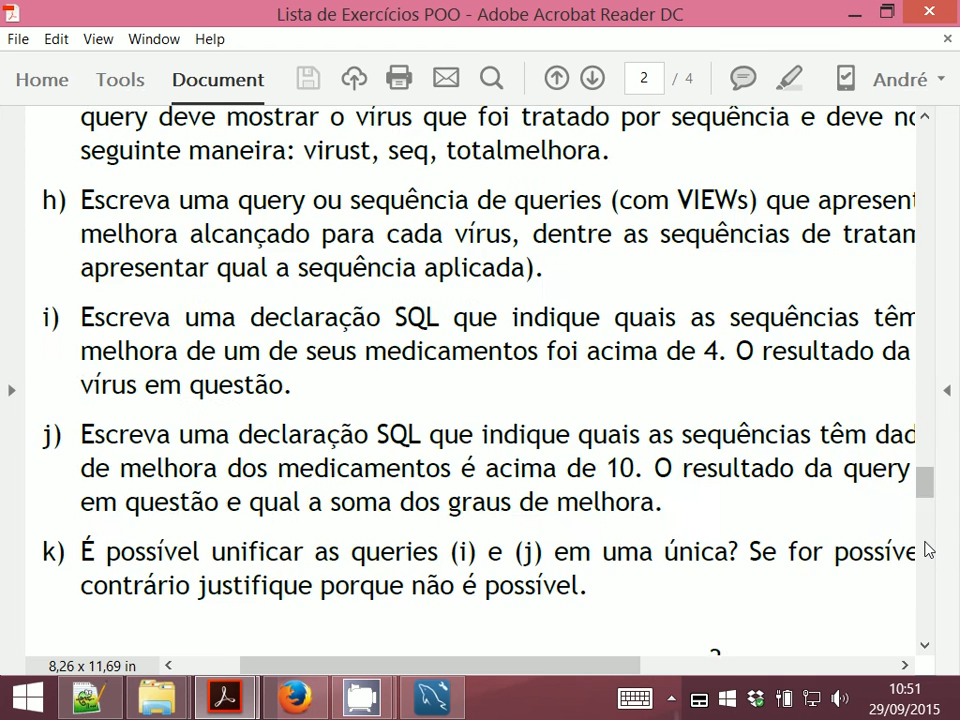 Lista de Exercícios POO - Adobe Acrobat Reader DC
File Edit View Window Help
Home Tools Document 2 / 4 André
query deve mostrar o vírus que foi tratado por sequência e deve
seguinte maneira: virust, seq, totalmelhora.
h) Escreva uma query ou sequência de queries (com VIEWs) que apresent
melhora alcançado para cada vírus, dentre as sequências de tratam
apresentar qual a sequência aplicada).
i) Escreva uma declaração SQL que indique quais as sequências têm
melhora de um de seus medicamentos foi acima de 4. O resultado da
vírus em questão.
j) Escreva uma declaração SQL que indique quais as sequências têm dad
de melhora dos medicamentos é acima de 10. O resultado da query
em questão e qual a soma dos graus de melhora.
k) É possível unificar as queries (i) e (j) em uma única? Se for possíve
contrário justifique porque não é possível.
8,26 x 11,69 in
10:51
29/09/2015